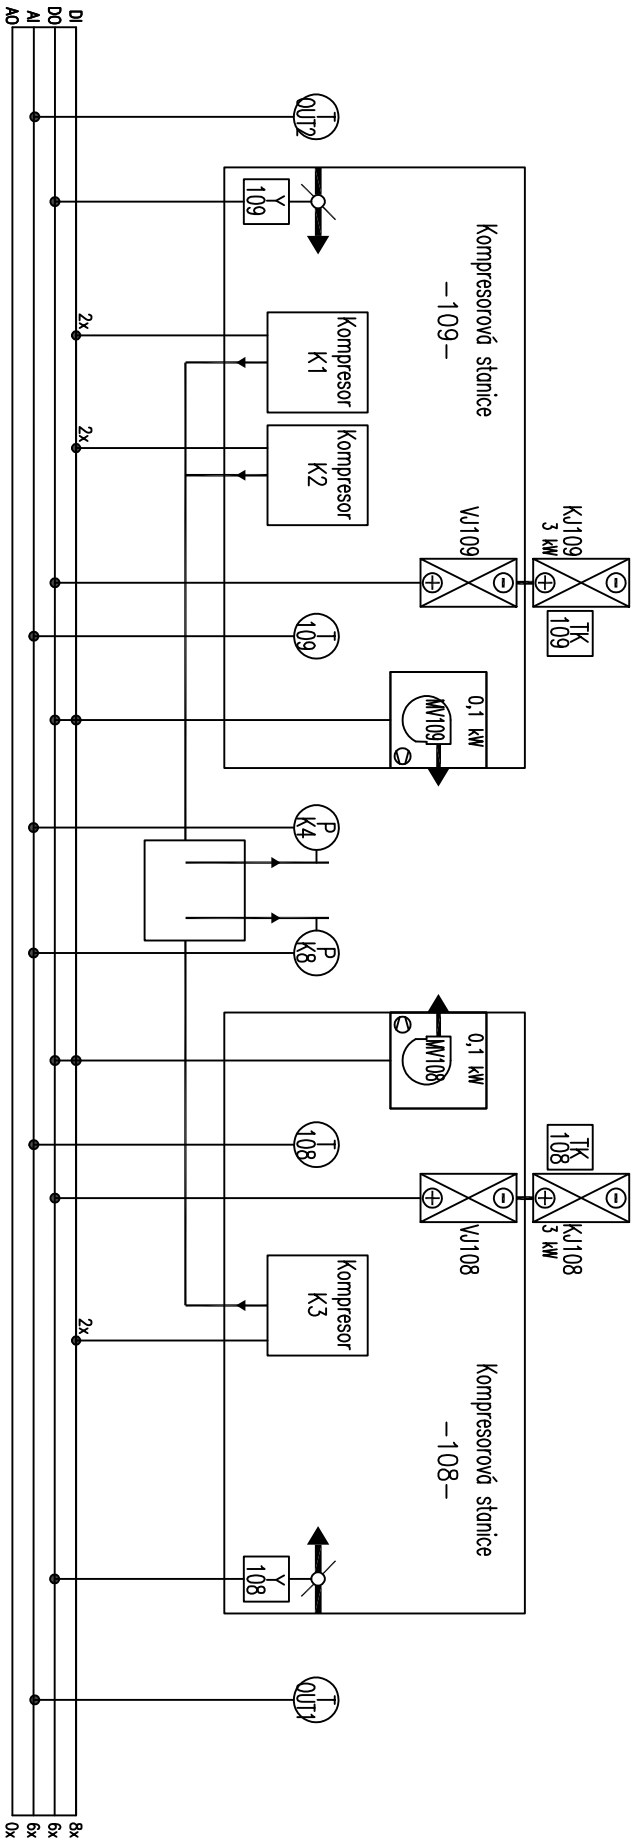 DI
DO
AI
AO
T
OUT2
Y
109
Kompresorová stanice
-109-
2x
Kompresor
K1
2x
Kompresor
K2
VJ109
KJ109
3 kW
TK
109
T
109
0,1 kW
MV109
P
K4
P
K8
0,1 kW
MV108
T
108
TK
108
VJ108
KJ108
3 kW
Kompresor
K3
2x
Kompresorová stanice
-108-
Y
108
T
OUT1
8x
6x
6x
0x